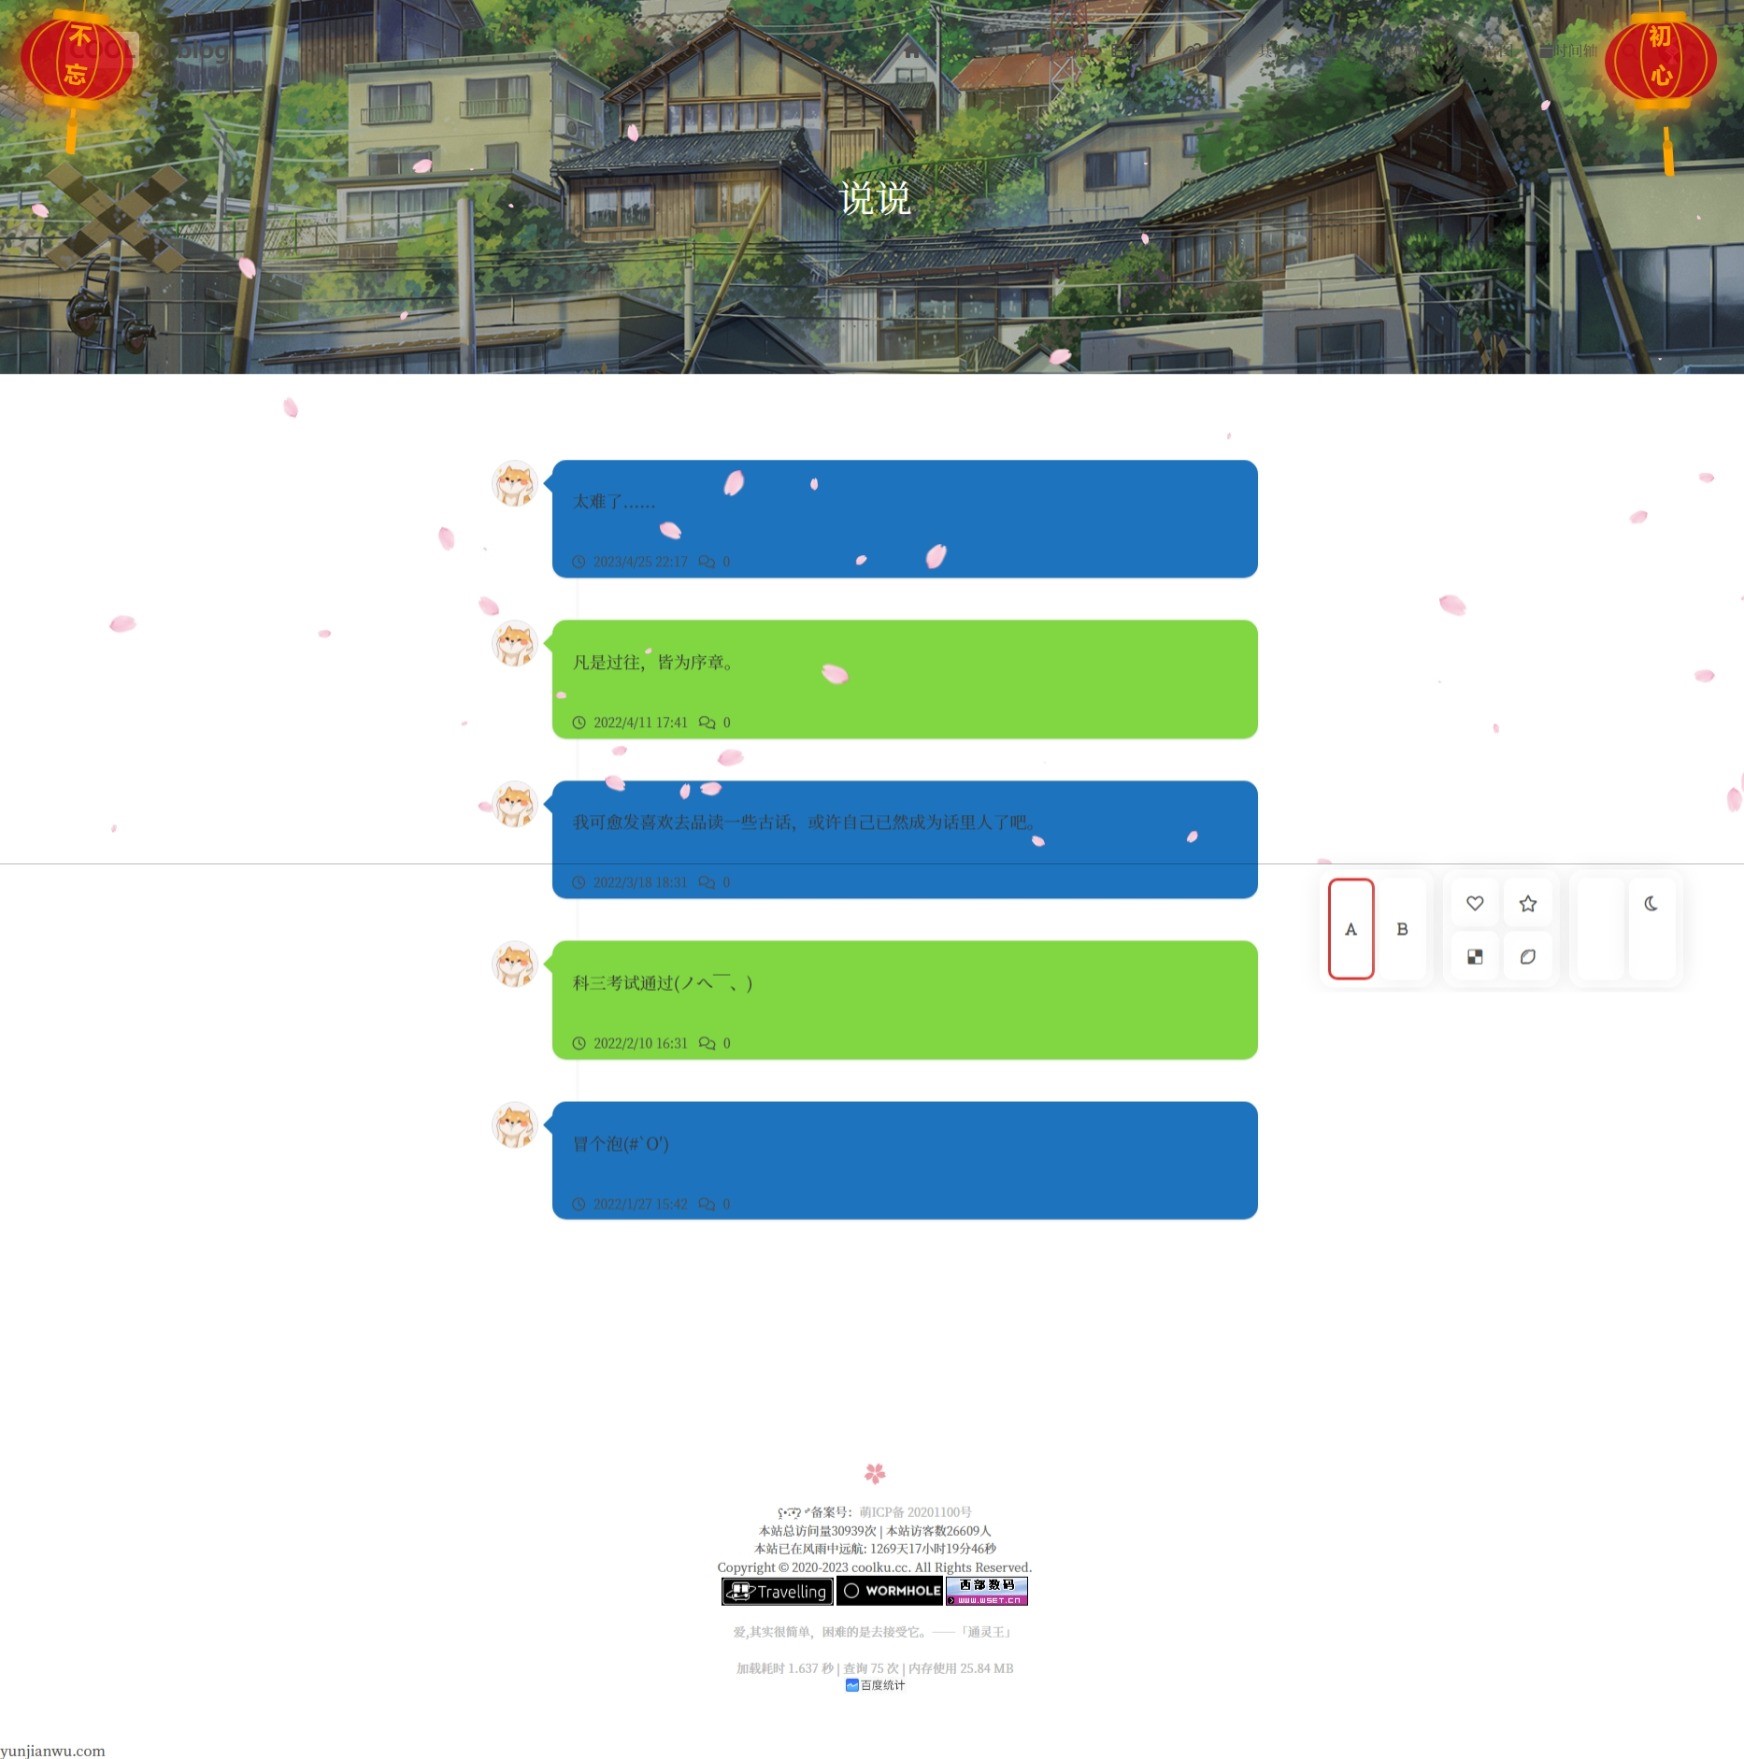 不忘
COOL
blog
时间轴
初心
说说
太难了……
2023/4/25 22:17 0
凡是过往，皆为序章。
2022/4/11 17:41 0
我可愈发喜欢去品读一些古话，或许自己已然成为话里人了吧。
2022/3/18 18:31 0
A B
科三考试通过(ノへ￣、)
2022/2/10 16:31 0
冒个泡(#`O′)
2022/1/27 15:42 0
备案号：萌ICP备 20201100号
本站总访问量30939次 | 本站访客数26609人
本站已在风雨中远航: 1269天17小时19分46秒
Copyright © 2020-2023 coolku.cc. All Rights Reserved.
Travelling WORMHOLE 西部数码
www.west.cn
爱,其实很简单，困难的是去接受它。——「通灵王」
加载耗时 1.637 秒 | 查询 75 次 | 内存使用 25.84 MB
百度统计
yunjianwu.com